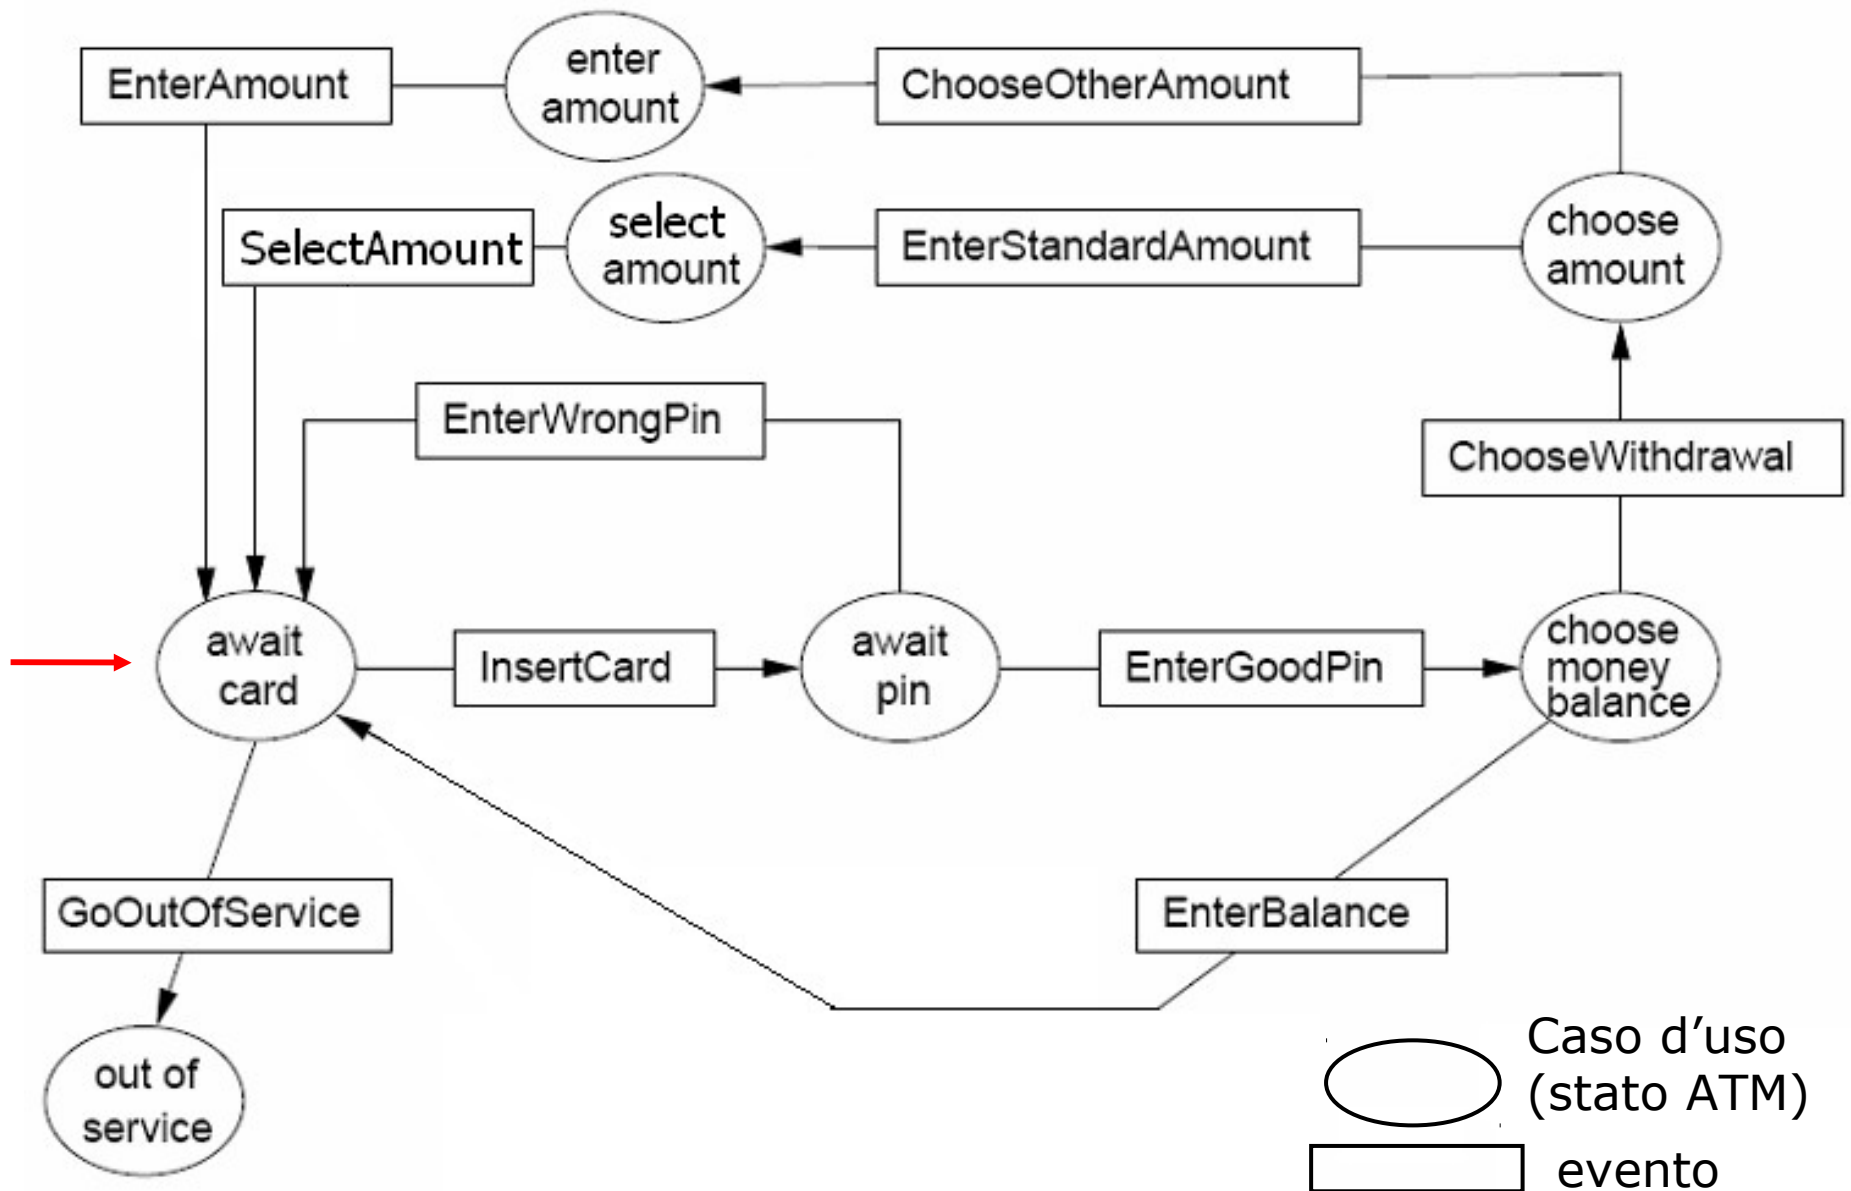 enter
amount
EnterAmount
ChooseOtherAmount
select
amount
SelectAmount
EnterStandardAmount
choose
amount
EnterWrongPin
ChooseWithdrawal
await
card
InsertCard
await
pin
EnterGoodPin
choose
money
balance
GoOutOfService
EnterBalance
out of
service
Caso d’uso
(stato ATM)
evento